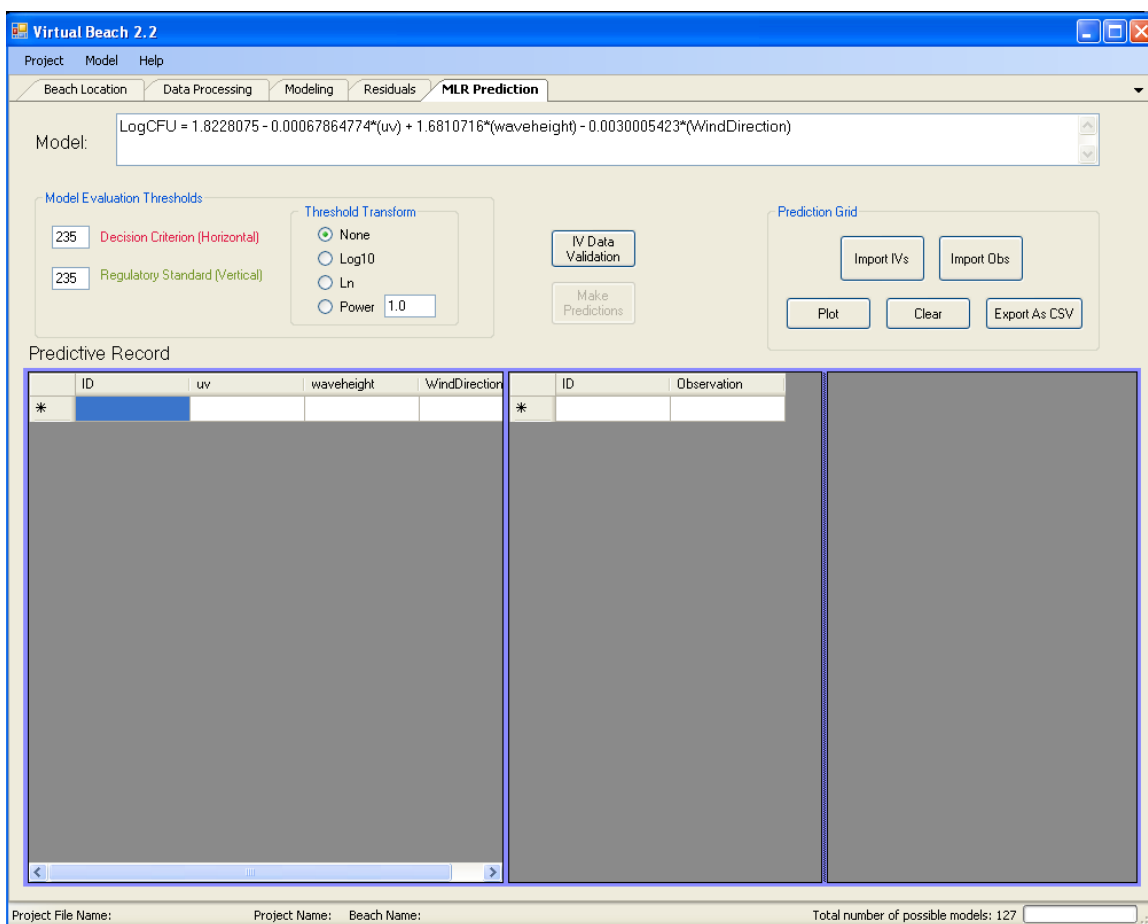 Virtual Beach 2.2
Project Model Help
Beach Location Data Processing Modeling Residuals MLR Prediction
Model:
LogCFU = 1.8228075 - 0.00067864774*(uv) + 1.6810716*(waveheight) - 0.0030005423*(WindDirection)
Model Evaluation Thresholds
235 Decision Criterion (Horizontal)
235 Regulatory Standard (Vertical)
Threshold Transform
None
Log10
Ln
Power 1.0
IV Data
Validation
Make
Predictions
Prediction Grid
Import IVs Import Obs
Plot Clear Export As CSV
Predictive Record
ID uv waveheight WindDirection
ID Observation
Project File Name: Project Name: Beach Name: Total number of possible models: 127